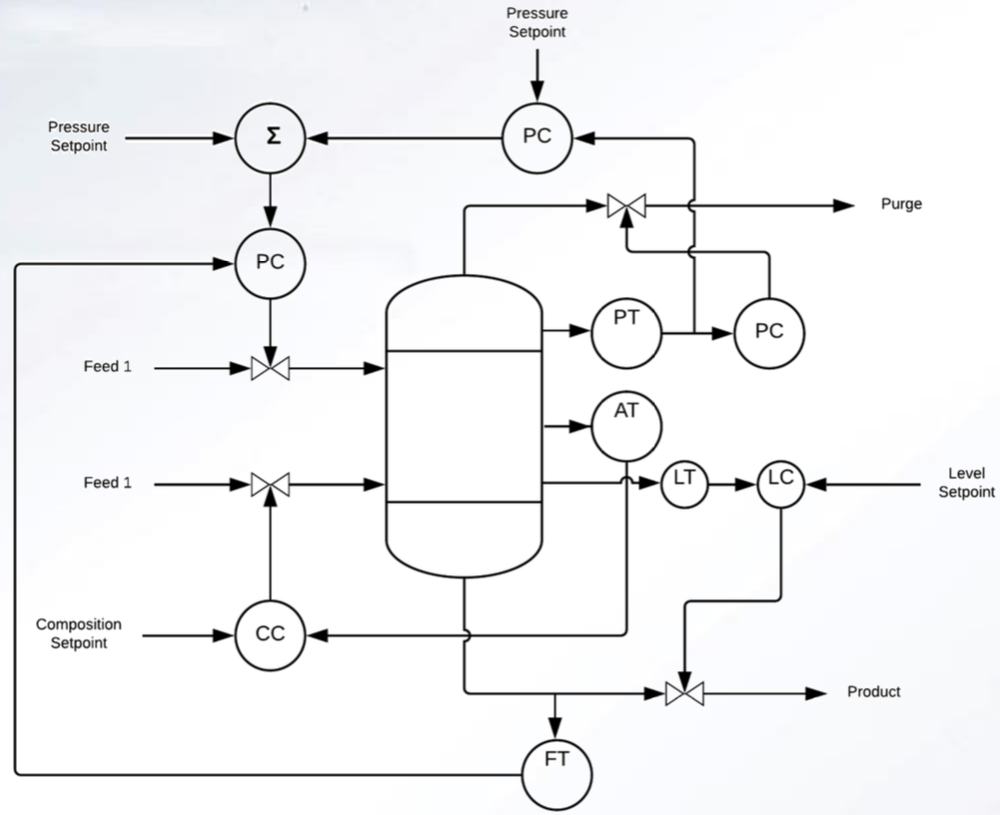 Pressure
Setpoint
Pressure
Setpoint
Σ
PC
Purge
PC
PT
PC
Feed 1
AT
Feed 1
LT
LC
Level
Setpoint
Composition
Setpoint
CC
Product
FT